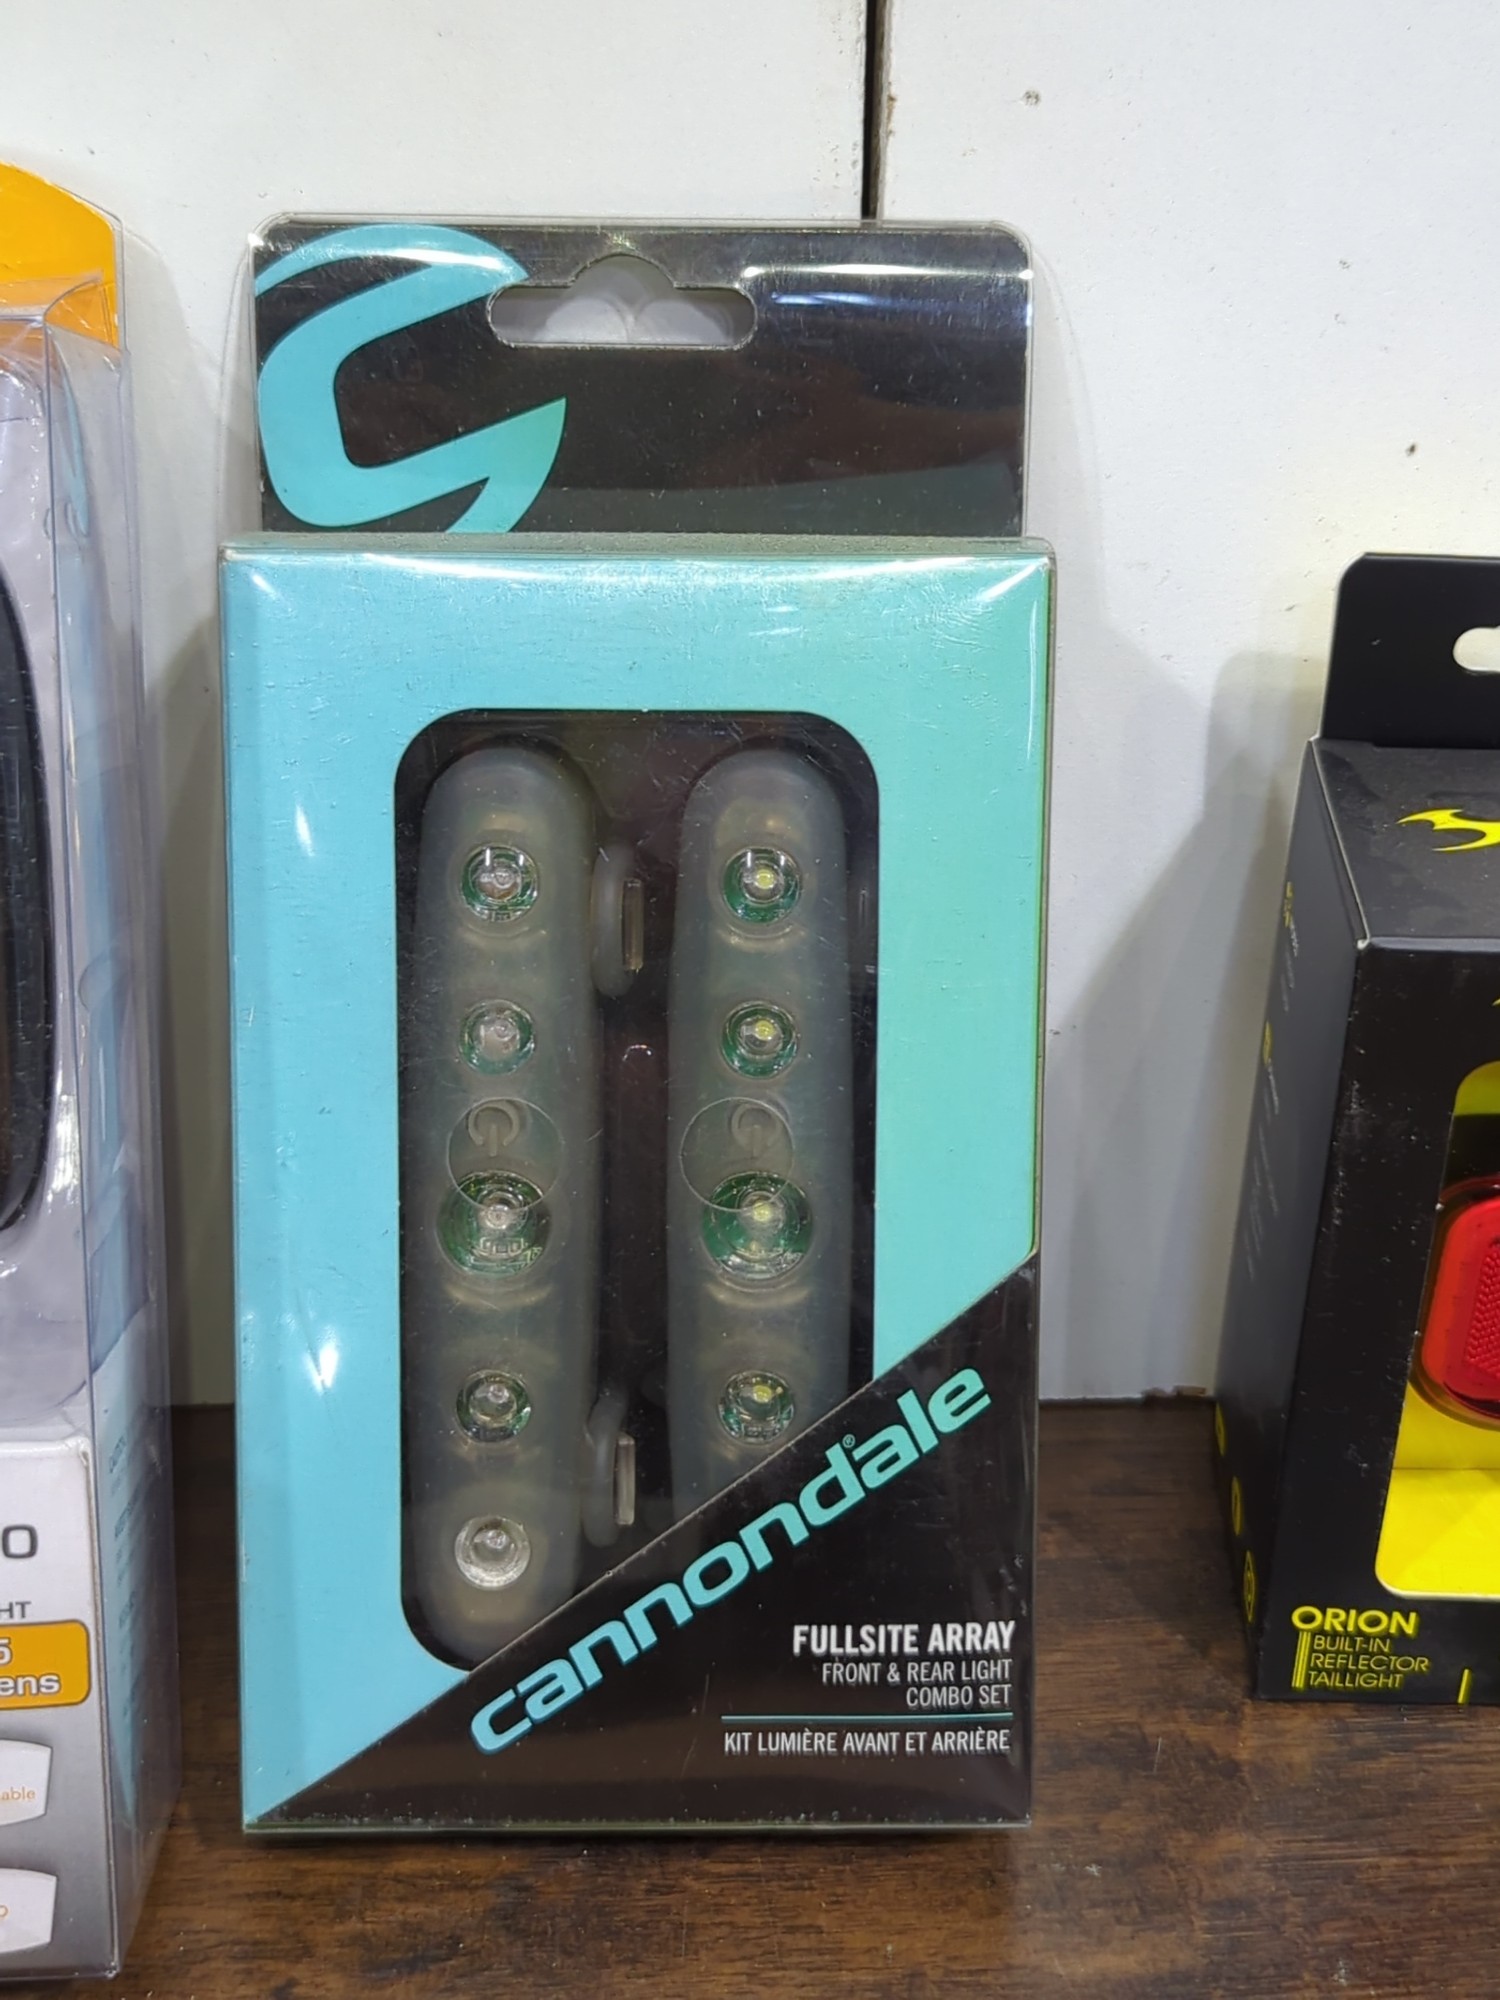 cannondale®
FULLSITE ARRAY
FRONT & REAR LIGHT
COMBO SET
KIT LUMIÈRE AVANT ET ARRIÈRE
ORION
BUILT-IN
REFLECTOR
TAILLIGHT